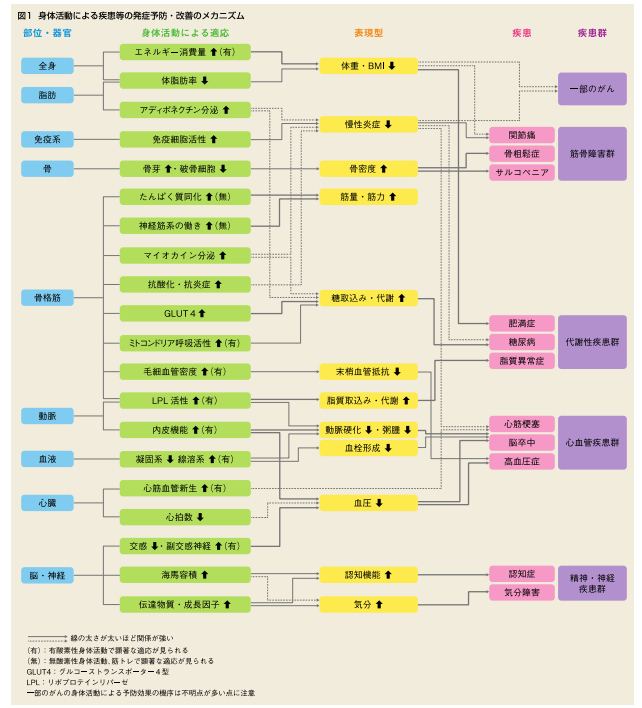 図1 身体活動による疾患等の発症予防・改善のメカニズム
部位・器官 身体活動による適応 表現型 疾患 疾患群
全身
脂肪
免疫系
骨
骨格筋
動脈
血液
心臓
脳・神経
エネルギー消費量⬆(有)
体脂肪率⬇
アディポネクチン分泌⬆
免疫細胞活性⬆
骨芽⬆・破骨細胞⬇
たんぱく質同化⬆(無)
神経筋系の働き⬆(無)
マイオカイン分泌⬆
抗酸化・抗炎症⬆
GLUT4⬆
ミトコンドリア呼吸活性⬆(有)
毛細血管密度⬆(有)
LPL 活性⬆(有)
内皮機能⬆(有)
凝固系⬇線溶系⬆(有)
心筋血管新生⬆(有)
心拍数⬇
交感⬇・副交感神経⬆(有)
海馬容積⬆
伝達物質・成長因子⬆
体重・BMI⬇
慢性炎症⬇
骨密度⬆
筋量・筋力⬆
糖取込み・代謝⬆
末梢血管抵抗⬇
脂質取込み・代謝⬆
動脈硬化⬇・粥腫⬇
血栓形成⬇
血圧⬇
認知機能⬆
気分⬆
関節痛
骨粗鬆症
サルコペニア
肥満症
糖尿病
脂質異常症
心筋梗塞
脳卒中
高血圧症
認知症
気分障害
一部のがん
筋骨障害群
代謝性疾患群
心血管疾患群
精神・神経
疾患群
線の太さが太いほど関係が強い
(有):有酸素性身体活動で顕著な適応が見られる
(無):無酸素性身体活動、筋トレで顕著な適応が見られる
GLUT4:グルコーストランスポーター4型
LPL:リポプロテインリパーゼ
一部のがんの身体活動による予防効果の機序は不明点が多い点に注意